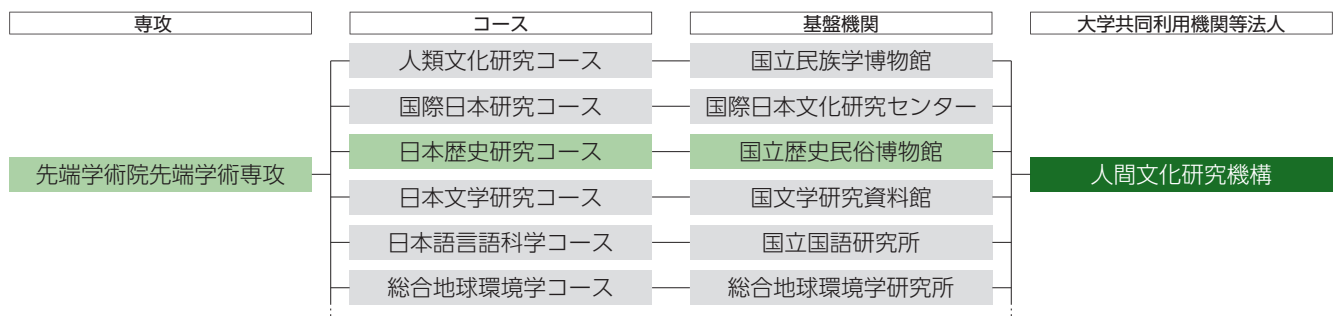 専攻
コース
基盤機関
大学共同利用機関等法人
人類文化研究コース
国立民族学博物館
国際日本研究コース
国際日本文化研究センター
先端学術院先端学術専攻
日本歴史研究コース
国立歴史民俗博物館
人間文化研究機構
日本文学研究コース
国文学研究資料館
日本語言語科学コース
国立国語研究所
総合地球環境学コース
総合地球環境学研究所